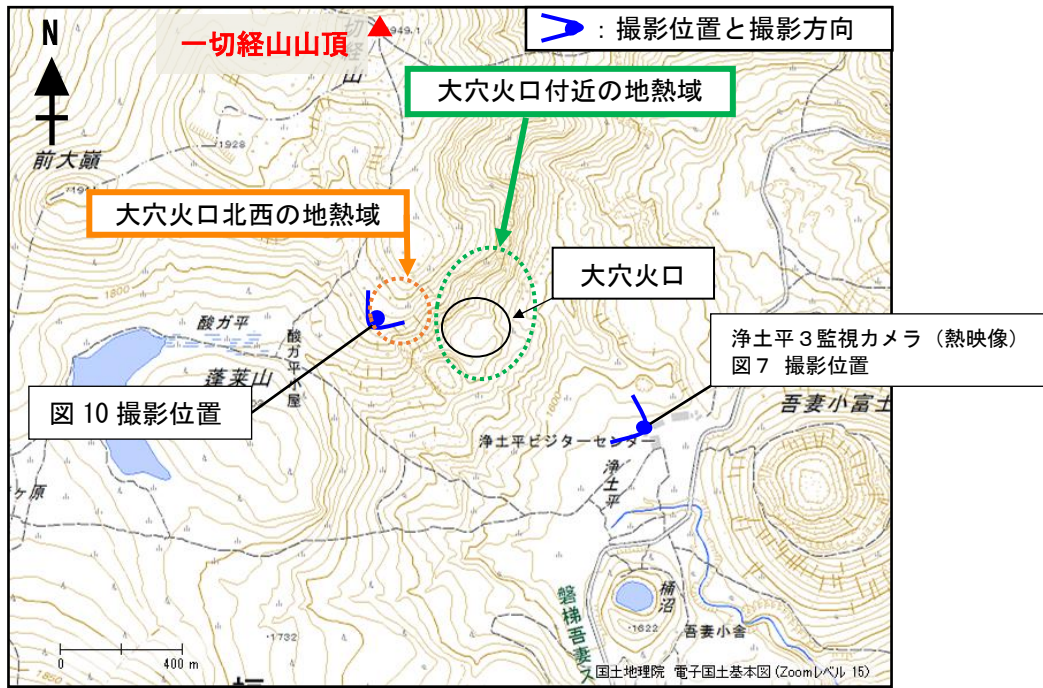 N
一切経山山頂
：撮影位置と撮影方向
1949.1
切
経
山
大穴火口付近の地熱域
前大巓
1928
大穴火口北西の地熱域
1800
大穴火口
酸ガ平
酸ガ平小屋
蓬莱山
浄土平３監視カメラ（熱映像）
図７ 撮影位置
図 10 撮影位置
1600
吾妻小富士
浄土平ビジターセンター
浄土平
ヶ原
磐梯吾妻ス
桶沼
1622
吾妻小舎
1732
0 400 m
1850
国土地理院 電子国土基本図(Zoomレベル 15)